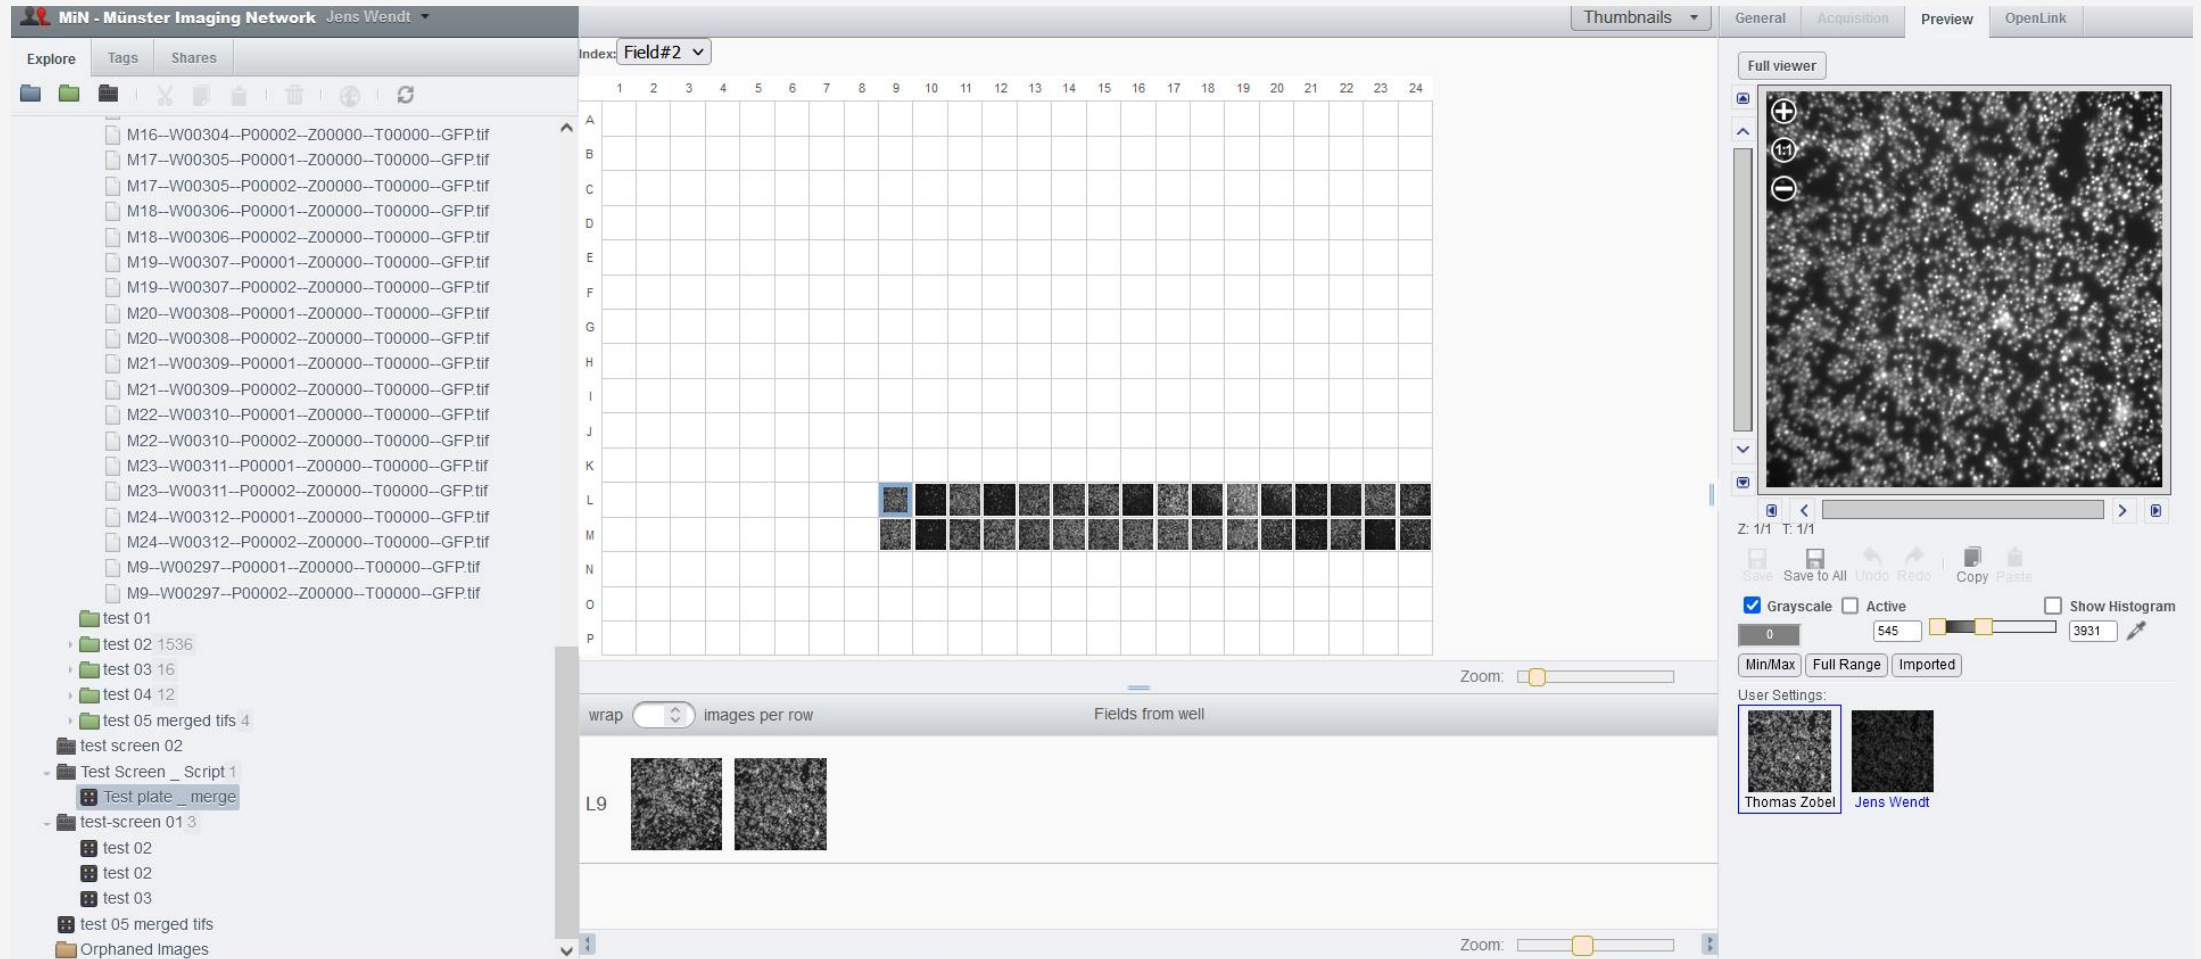 MiN - Münster Imaging Network Jens Wendt
Explore Tags Shares
M16--W00304--P00002--Z00000--T00000--GFP.tif
M17--W00305--P00001--Z00000--T00000--GFP.tif
M17--W00305--P00002--Z00000--T00000--GFP.tif
M18--W00306--P00001--Z00000--T00000--GFP.tif
M18--W00306--P00002--Z00000--T00000--GFP.tif
M19--W00307--P00001--Z00000--T00000--GFP.tif
M19--W00307--P00002--Z00000--T00000--GFP.tif
M20--W00308--P00001--Z00000--T00000--GFP.tif
M20--W00308--P00002--Z00000--T00000--GFP.tif
M21--W00309--P00001--Z00000--T00000--GFP.tif
M21--W00309--P00002--Z00000--T00000--GFP.tif
M22--W00310--P00001--Z00000--T00000--GFP.tif
M22--W00310--P00002--Z00000--T00000--GFP.tif
M23--W00311--P00001--Z00000--T00000--GFP.tif
M23--W00311--P00002--Z00000--T00000--GFP.tif
M24--W00312--P00001--Z00000--T00000--GFP.tif
M24--W00312--P00002--Z00000--T00000--GFP.tif
M9--W00297--P00001--Z00000--T00000--GFP.tif
M9--W00297--P00002--Z00000--T00000--GFP.tif
test 01
test 02 1536
test 03 16
test 04 12
test 05 merged tifs 4
test screen 02
Test Screen _ Script 1
Test plate _ merge
test-screen 01 3
test 02
test 02
test 03
test 05 merged tifs
Orphaned Images
Thumbnails
Index: Field#2
1 2 3 4 5 6 7 8 9 10 11 12 13 14 15 16 17 18 19 20 21 22 23 24
A
B
C
D
E
F
G
H
I
J
K
L
M
N
O
P
Zoom:
wrap images per row Fields from well
L9
Zoom:
General Acquisition Preview OpenLink
Full viewer
1:1
Z: 1/1 T: 1/1
Save Save to All Undo Redo Copy Paste
Grayscale Active Show Histogram
0 545 3931
Min/Max Full Range Imported
User Settings:
Thomas Zobel Jens Wendt